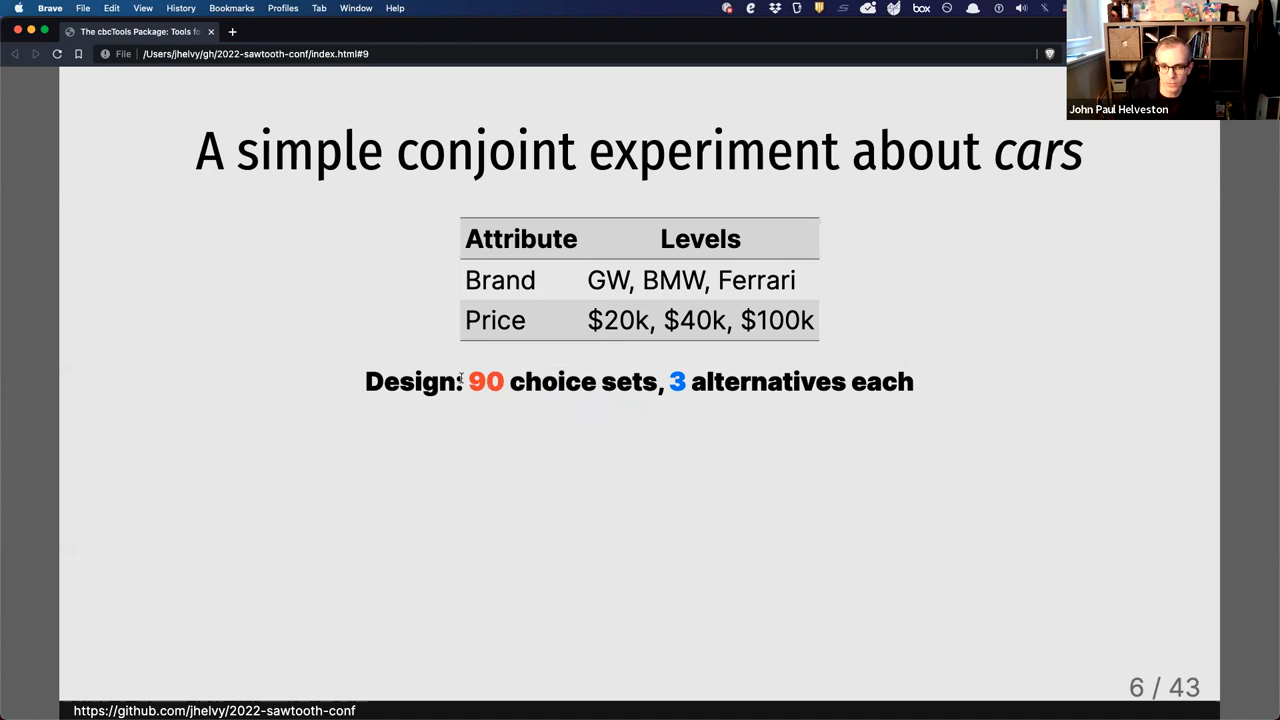 Brave File Edit View History Bookmarks Profiles Tab Window Help
box
The cbcTools Package: Tools fo
File /Users/jhelvy/gh/2022-sawtooth-conf/index.html#9
John Paul Helveston
A simple conjoint experiment about cars
Attribute Levels
Brand GW, BMW, Ferrari
Price $20k, $40k, $100k
Design: 90 choice sets, 3 alternatives each
6 / 43
https://github.com/jhelvy/2022-sawtooth-conf